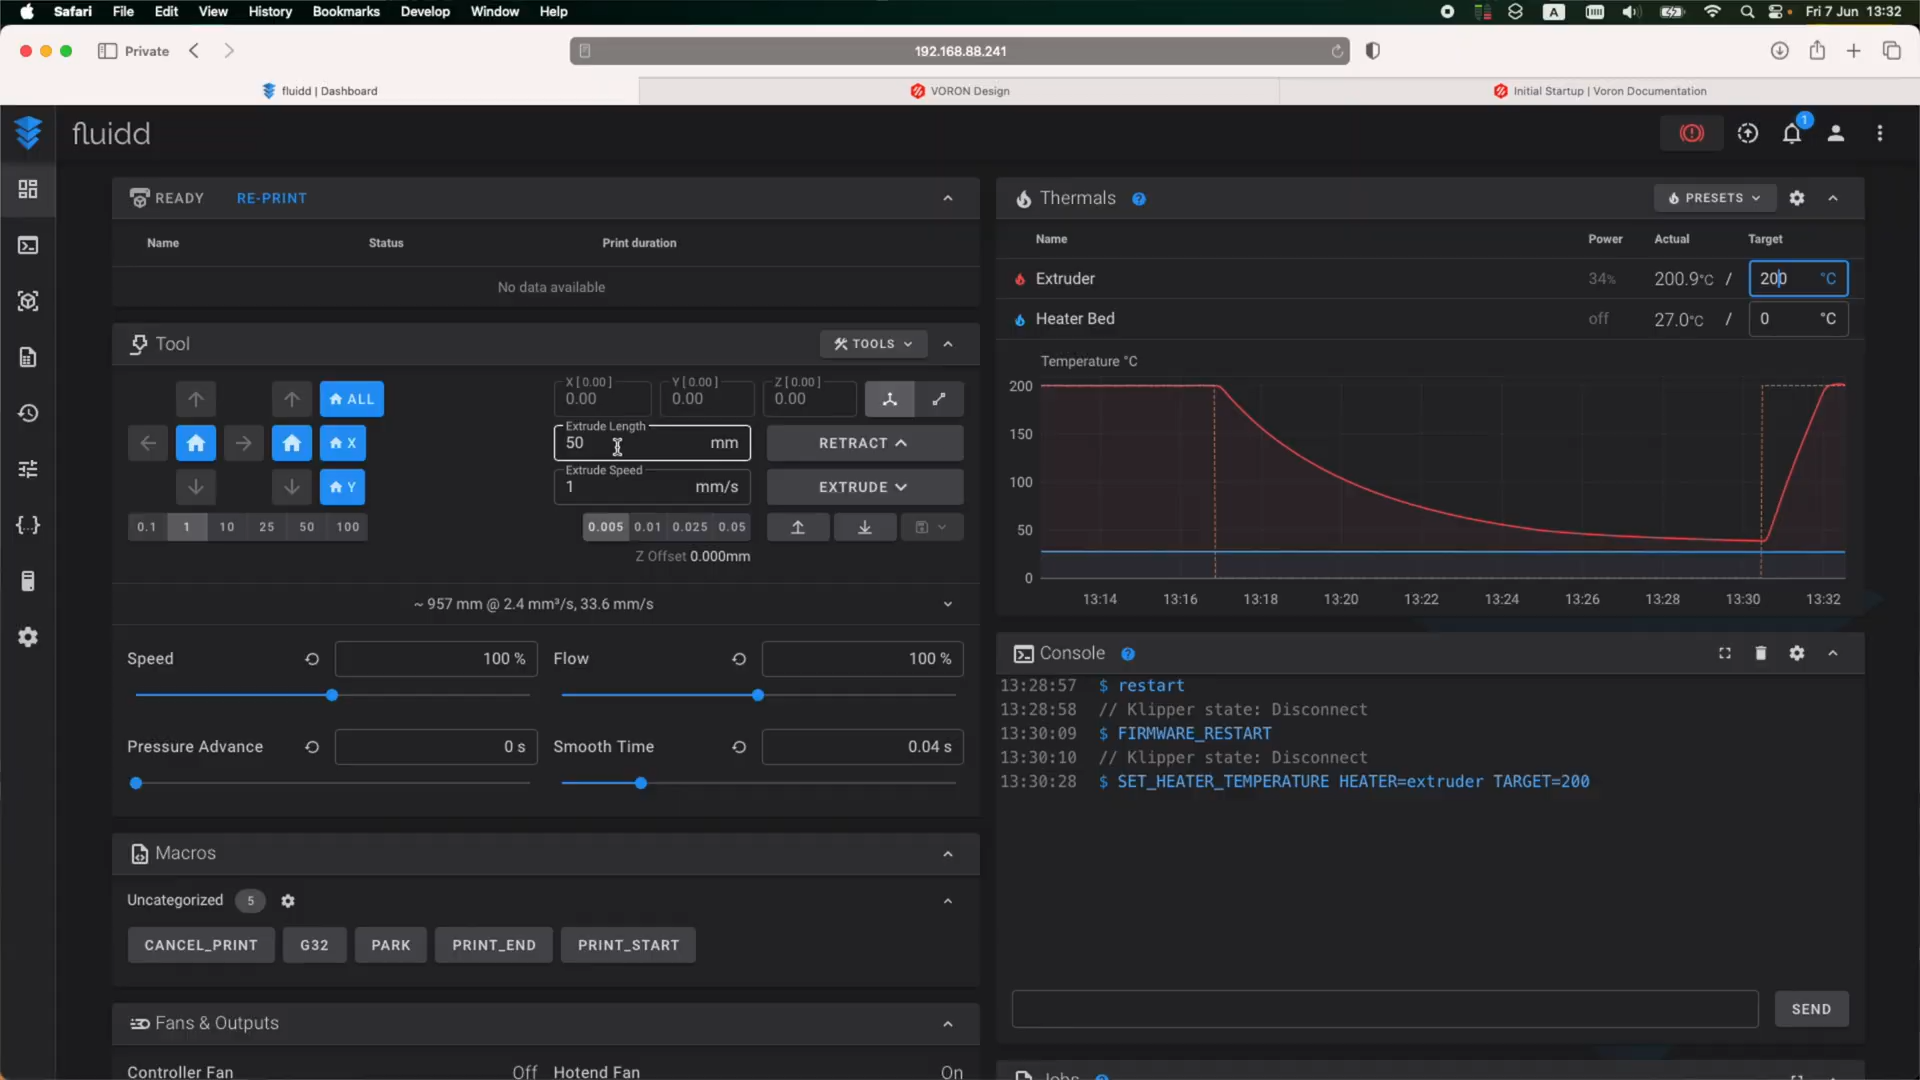 Safari File Edit View History Bookmarks Develop Window Help A Fri 7 Jun 13:32
Private 192.168.88.241
fluidd | Dashboard VORON Design Initial Startup | Voron Documentation
fluidd 1
READY RE-PRINT
Name Status Print duration
No data available
Tool TOOLS
X [ 0.00 ] Y [ 0.00 ] Z [ 0.00 ]
ALL 0.00 0.00 0.00
Extrude Length
X 50 mm RETRACT
Extrude Speed
Y 1 mm/s EXTRUDE
0.1 1 10 25 50 100 0.005 0.01 0.025 0.05
Z Offset 0.000mm
~ 957 mm @ 2.4 mm³/s, 33.6 mm/s
Speed 100 % Flow 100 %
Pressure Advance 0 s Smooth Time 0.04 s
Macros
Uncategorized 5
CANCEL_PRINT G32 PARK PRINT_END PRINT_START
Fans & Outputs
Controller Fan Off Hotend Fan On
Thermals ? PRESETS
Name Power Actual Target
Extruder 34% 200.9°C / 200 °C
Heater Bed off 27.0°C / 0 °C
Temperature °C
200
150
100
50
0
13:14 13:16 13:18 13:20 13:22 13:24 13:26 13:28 13:30 13:32
Console ?
13:28:57 $ restart
13:28:58 // Klipper state: Disconnect
13:30:09 $ FIRMWARE_RESTART
13:30:10 // Klipper state: Disconnect
13:30:28 $ SET_HEATER_TEMPERATURE HEATER=extruder TARGET=200
SEND
Jobs